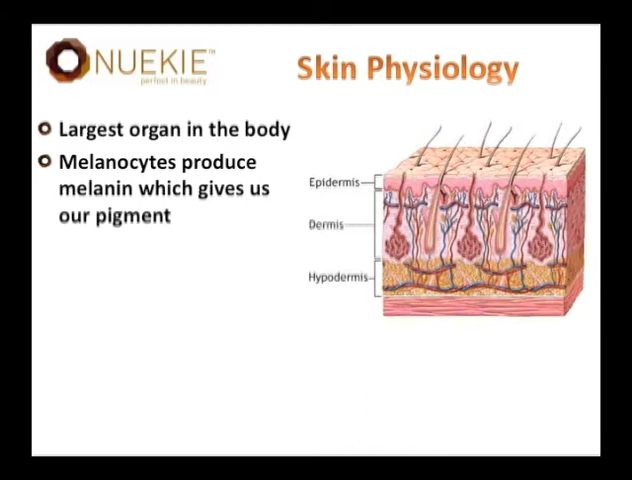 NUEKIE™
perfect in beauty
Skin Physiology
Largest organ in the body
Melanocytes produce
melanin which gives us
our pigment
Epidermis
Dermis
Hypodermis